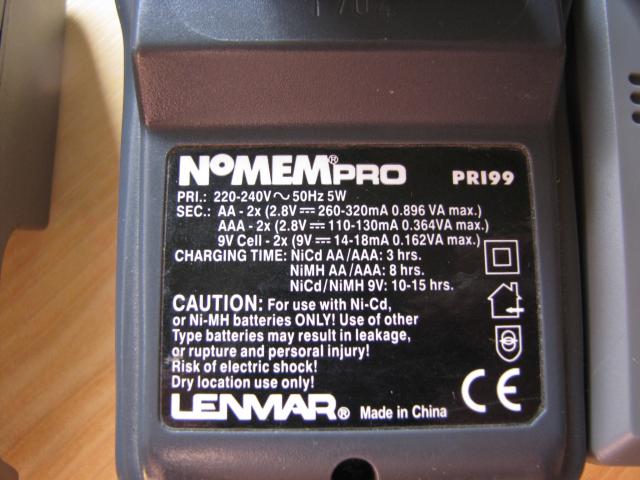 NOMEM® PRO PRI99
PRI.: 220-240V ~ 50Hz 5W
SEC.: AA - 2x (2.8V ⎓ 260-320mA 0.896 VA max.)
AAA - 2x (2.8V ⎓ 110-130mA 0.364VA max.)
9V Cell - 2x (9V ⎓ 14-18mA 0.162VA max.)
CHARGING TIME: NiCd AA/AAA: 3 hrs.
NiMH AA/AAA: 8 hrs.
NiCd/NiMH 9V: 10-15 hrs.
CAUTION: For use with Ni-Cd,
or Ni-MH batteries ONLY! Use of other
Type batteries may result in leakage,
or rupture and personal injury!
Risk of electric shock!
Dry location use only!
LENMAR® Made in China CE